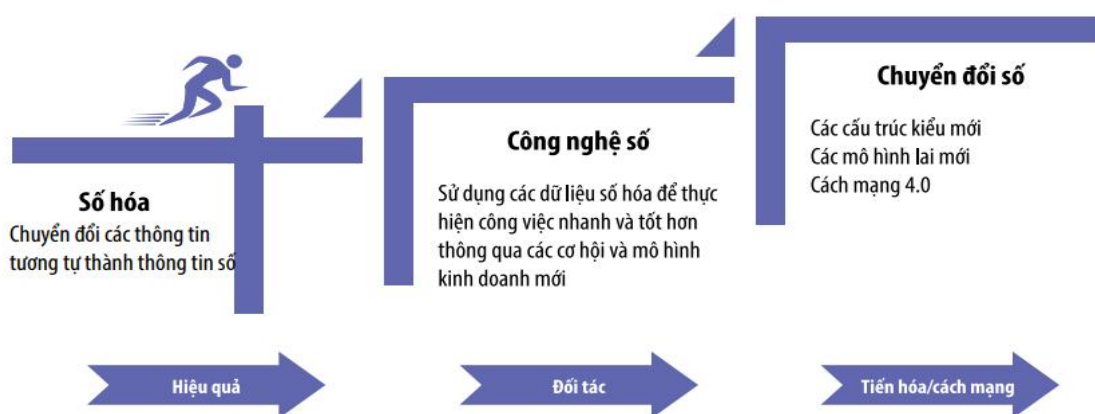 Số hóa
Chuyển đổi các thông tin
tương tự thành thông tin số
Công nghệ số
Sử dụng các dữ liệu số hóa để thực
hiện công việc nhanh và tốt hơn
thông qua các cơ hội và mô hình
kinh doanh mới
Chuyển đổi số
Các cấu trúc kiểu mới
Các mô hình lai mới
Cách mạng 4.0
Hiệu quả
Đối tác
Tiến hóa/cách mạng